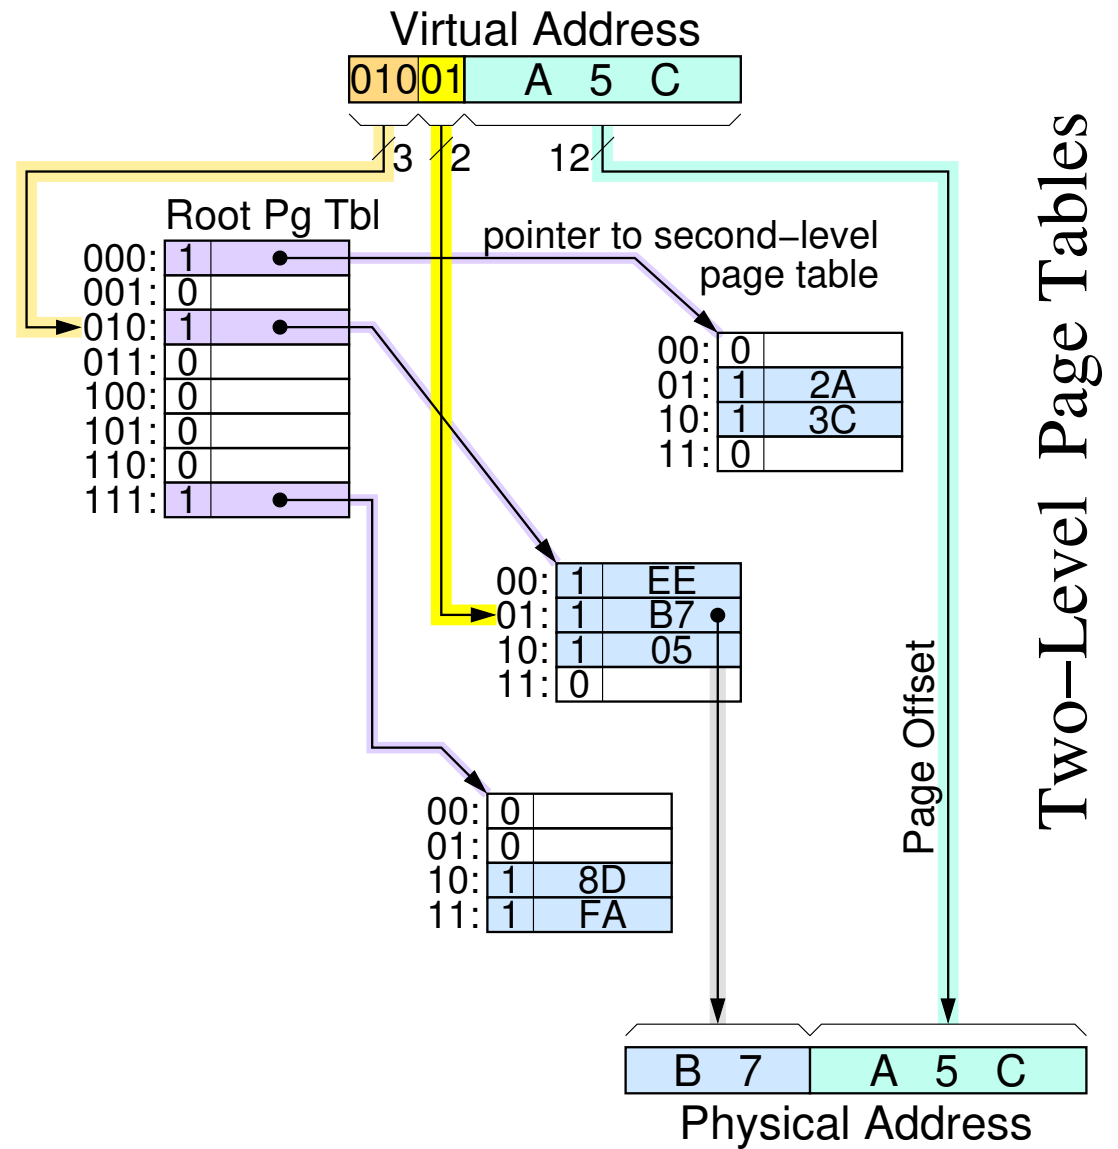 Virtual Address
010 01 A 5 C
3 2 12
Root Pg Tbl
pointer to second–level
page table
000: 1
001: 0
010: 1
011: 0
100: 0
101: 0
110: 0
111: 1
00: 0
01: 1 2A
10: 1 3C
11: 0
00: 1 EE
01: 1 B7
10: 1 05
11: 0
00: 0
01: 0
10: 1 8D
11: 1 FA
Page Offset
B 7 A 5 C
Physical Address
Two–Level Page Tables